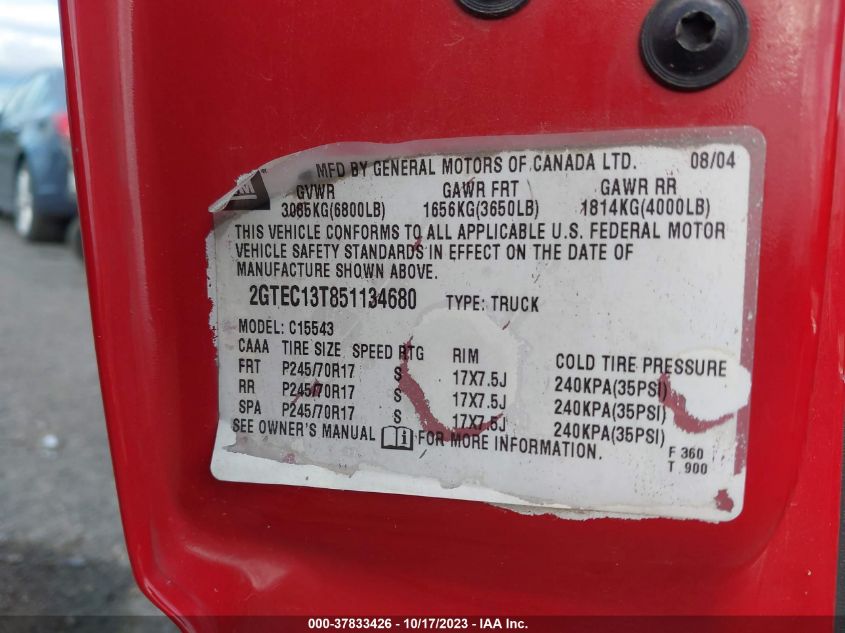 MFD BY GENERAL MOTORS OF CANADA LTD. 08/04
GVWR GAWR FRT GAWR RR
3085KG(6800LB) 1656KG(3650LB) 1814KG(4000LB)
THIS VEHICLE CONFORMS TO ALL APPLICABLE U.S. FEDERAL MOTOR
VEHICLE SAFETY STANDARDS IN EFFECT ON THE DATE OF
MANUFACTURE SHOWN ABOVE.
2GTEC13T851134680 TYPE: TRUCK
MODEL: C15543
CAAA TIRE SIZE SPEED RTG RIM COLD TIRE PRESSURE
FRT P245/70R17 S 17X7.5J 240KPA(35PSI)
RR P245/70R17 S 17X7.5J 240KPA(35PSI)
SPA P245/70R17 S 17X7.5J 240KPA(35PSI)
SEE OWNER'S MANUAL FOR MORE INFORMATION.
F 360
T 900
000-37833426 - 10/17/2023 - IAA Inc.